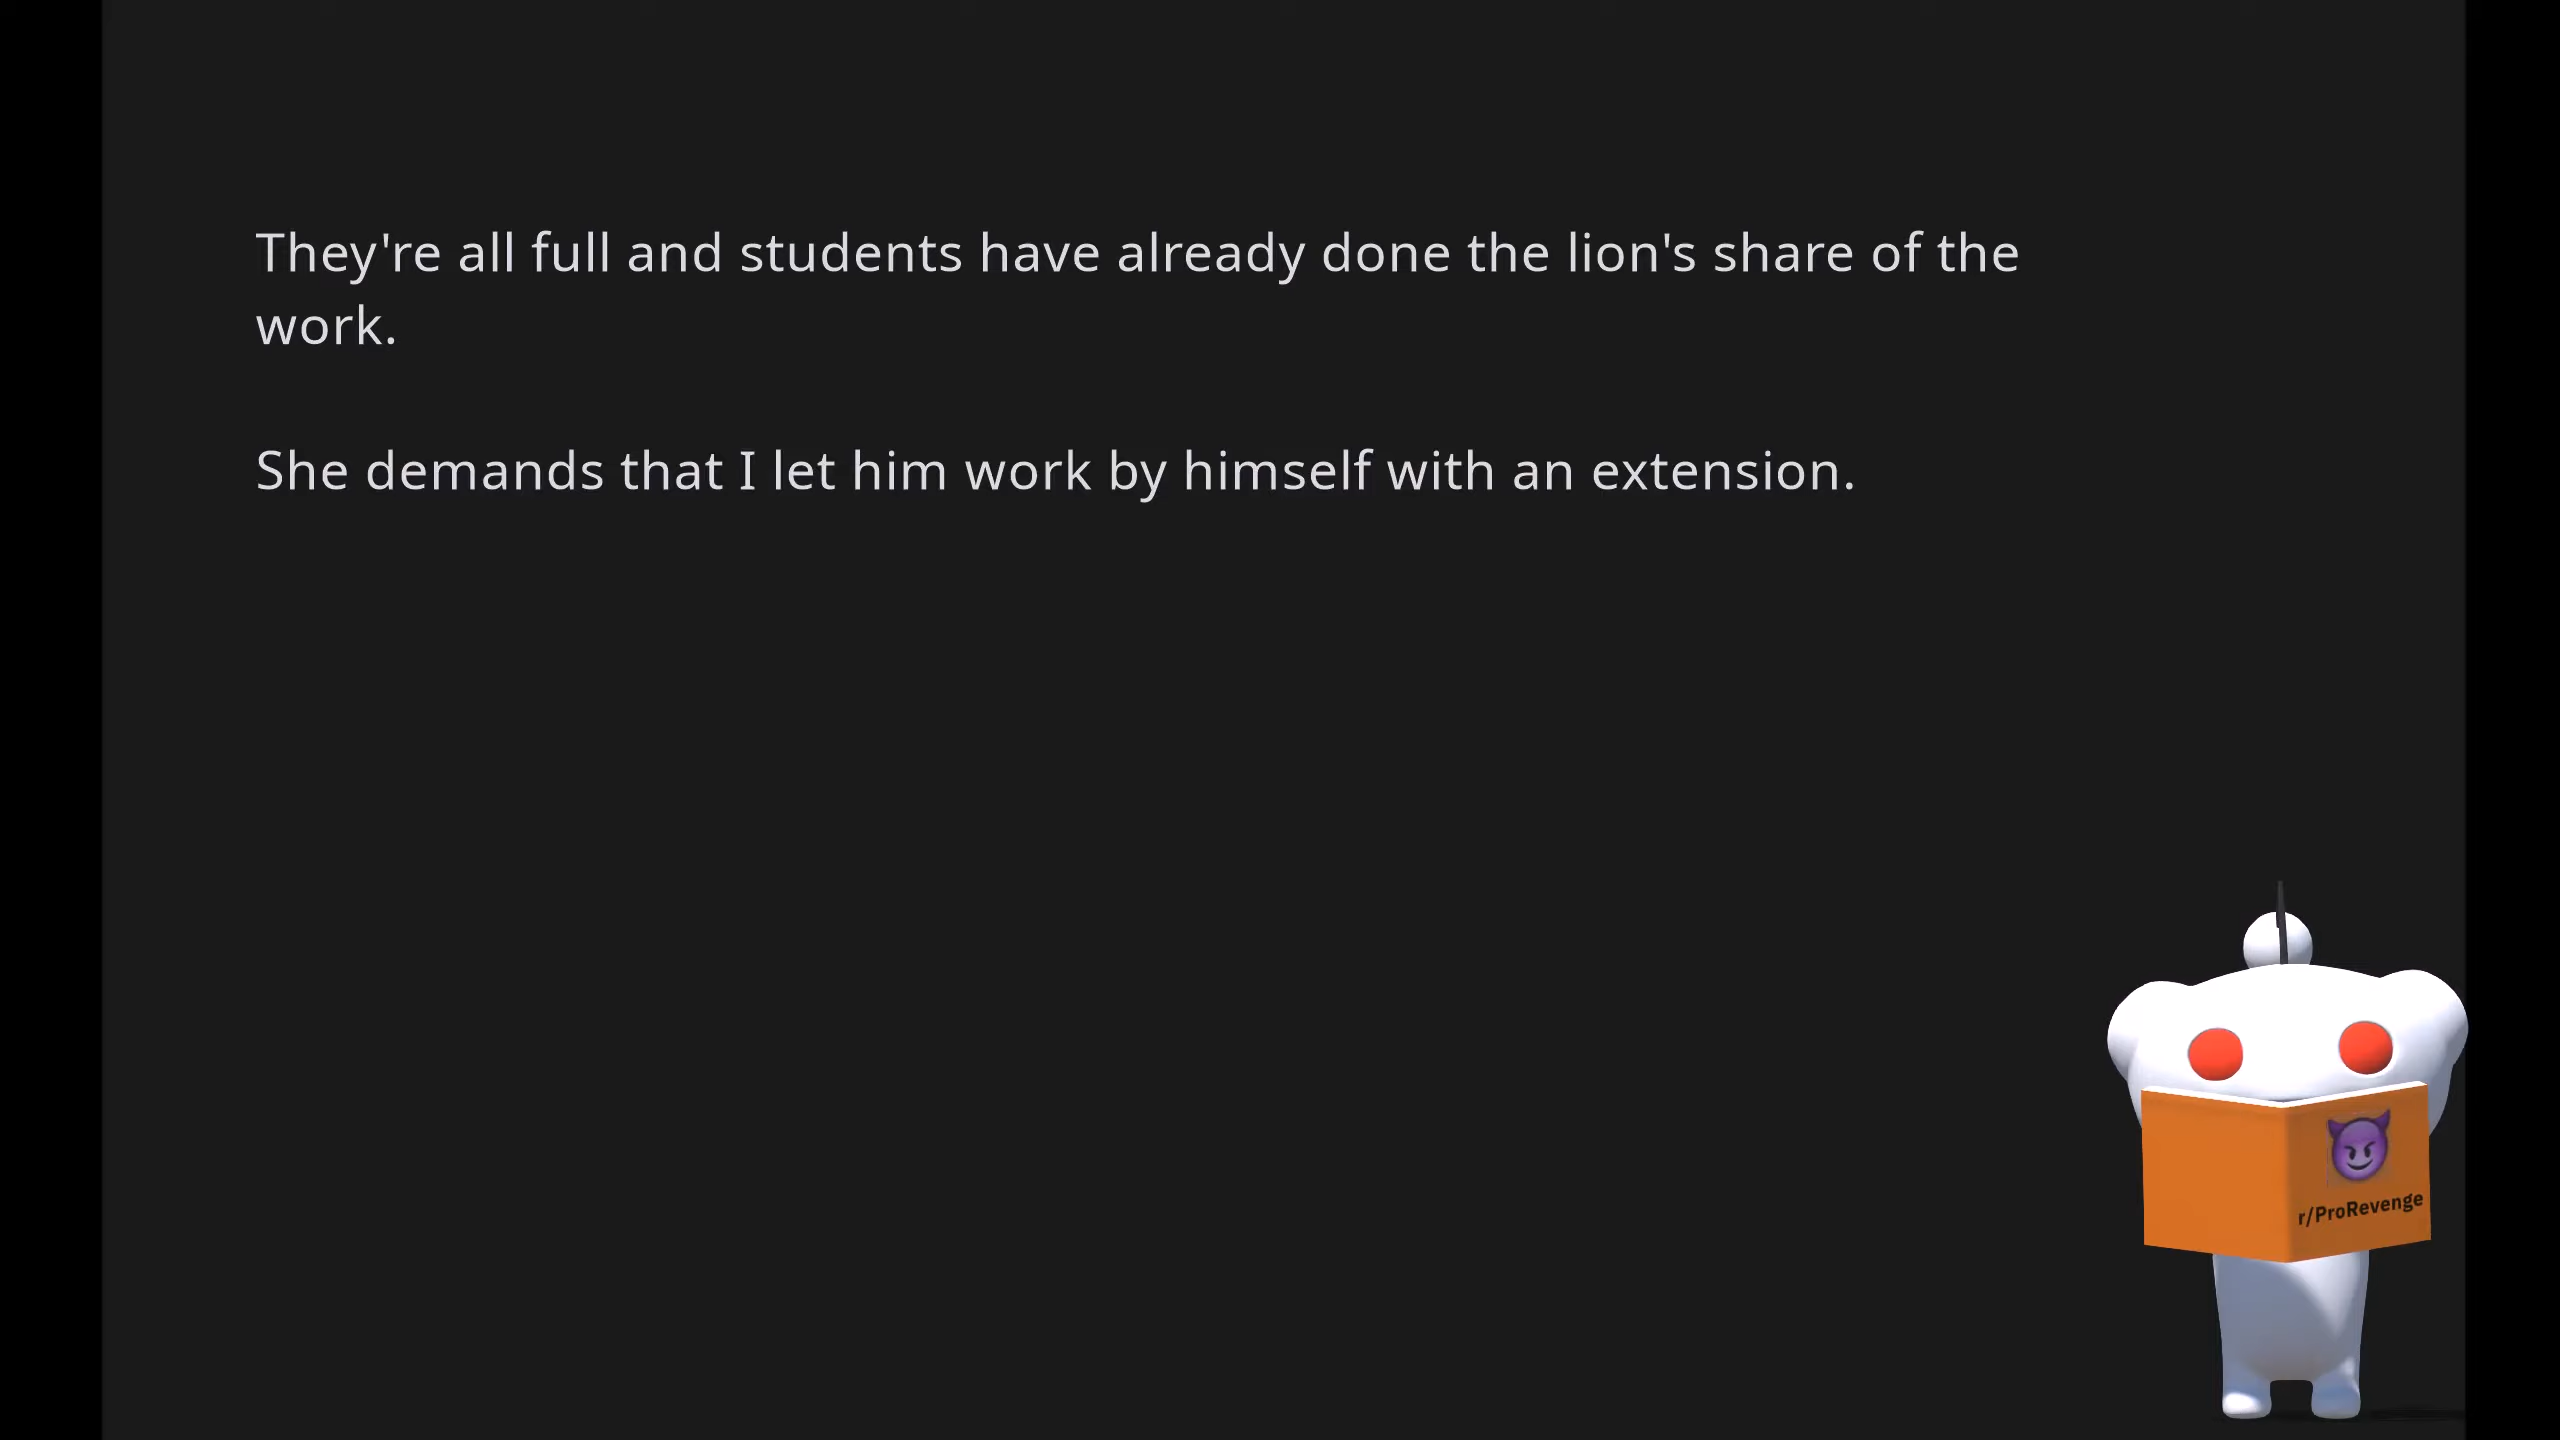 They're all full and students have already done the lion's share of the
work.
She demands that I let him work by himself with an extension.
r/ProRevenge